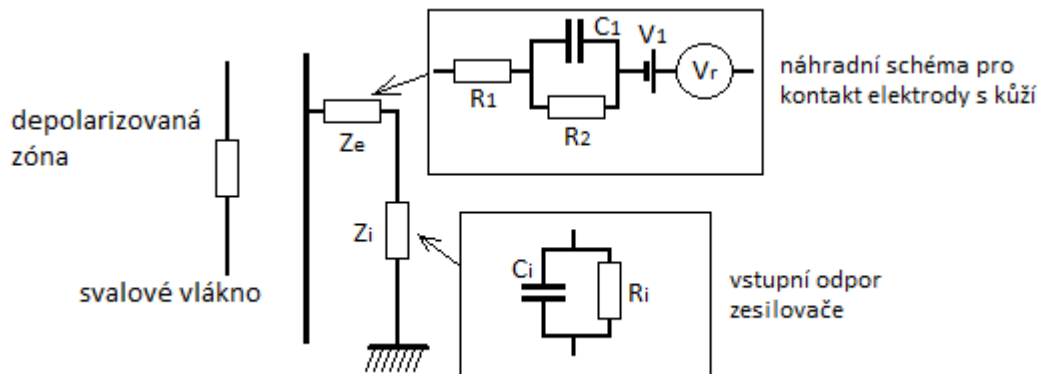 depolarizovaná
zóna
svalové vlákno
Ze
Zi
R1
C1
R2
V1
Vr
náhradní schéma pro
kontakt elektrody s kůží
Ci
Ri
vstupní odpor
zesilovače